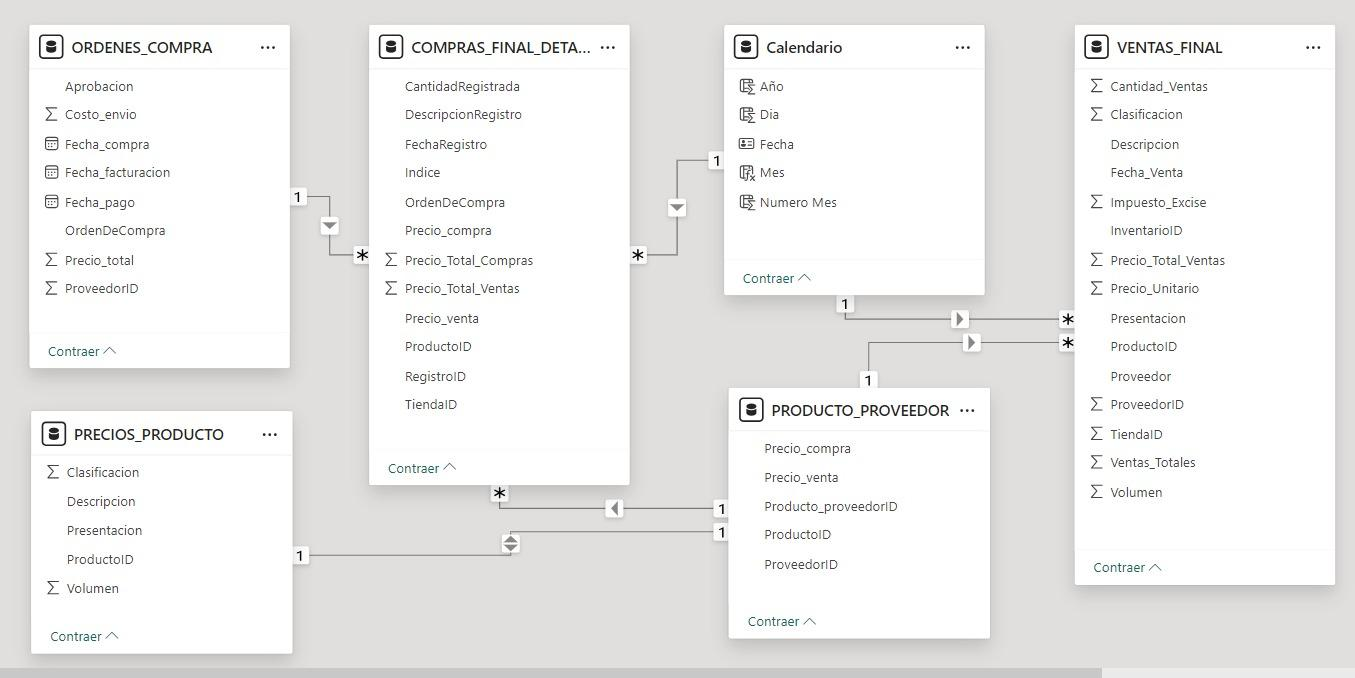 ORDENES_COMPRA
Aprobacion
Costo_envio
Fecha_compra
Fecha_facturacion
Fecha_pago
OrdenDeCompra
Precio_total
ProveedorID
Contraer
COMPRAS_FINAL_DETA...
CantidadRegistrada
DescripcionRegistro
FechaRegistro
Indice
OrdenDeCompra
Precio_compra
Precio_Total_Compras
Precio_Total_Ventas
Precio_venta
ProductoID
RegistroID
TiendaID
Contraer
Calendario
Año
Dia
Fecha
Mes
Numero Mes
Contraer
VENTAS_FINAL
Cantidad_Ventas
Clasificacion
Descripcion
Fecha_Venta
Impuesto_Excise
InventarioID
Precio_Total_Ventas
Precio_Unitario
Presentacion
ProductoID
Proveedor
ProveedorID
TiendaID
Ventas_Totales
Volumen
Contraer
PRECIOS_PRODUCTO
Clasificacion
Descripcion
Presentacion
ProductoID
Volumen
Contraer
PRODUCTO_PROVEEDOR
Precio_compra
Precio_venta
Producto_proveedorID
ProductoID
ProveedorID
Contraer
1
*
1
*
1
*
1
*
1
*
1
1